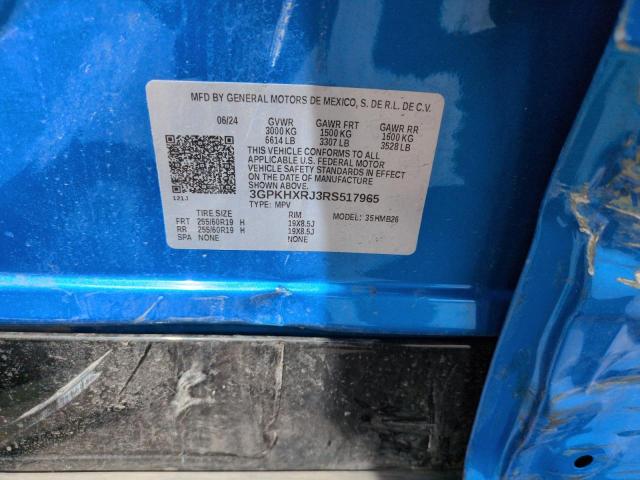 MFD BY GENERAL MOTORS DE MEXICO, S. DE R.L. DE C.V.
06/24 GVWR GAWR FRT GAWR RR
3000 KG 1500 KG 1600 KG
6614 LB 3307 LB 3528 LB
THIS VEHICLE CONFORMS TO ALL
APPLICABLE U.S. FEDERAL MOTOR
VEHICLE SAFETY STANDARDS IN EFFECT
ON THE DATE OF MANUFACTURE
SHOWN ABOVE.
3GPKHXRJ3RS517965
121J TYPE: MPV
TIRE SIZE RIM MODEL: 35HMB26
FRT 255/60R19 H 19X8.5J
RR 255/60R19 H 19X8.5J
SPA NONE NONE